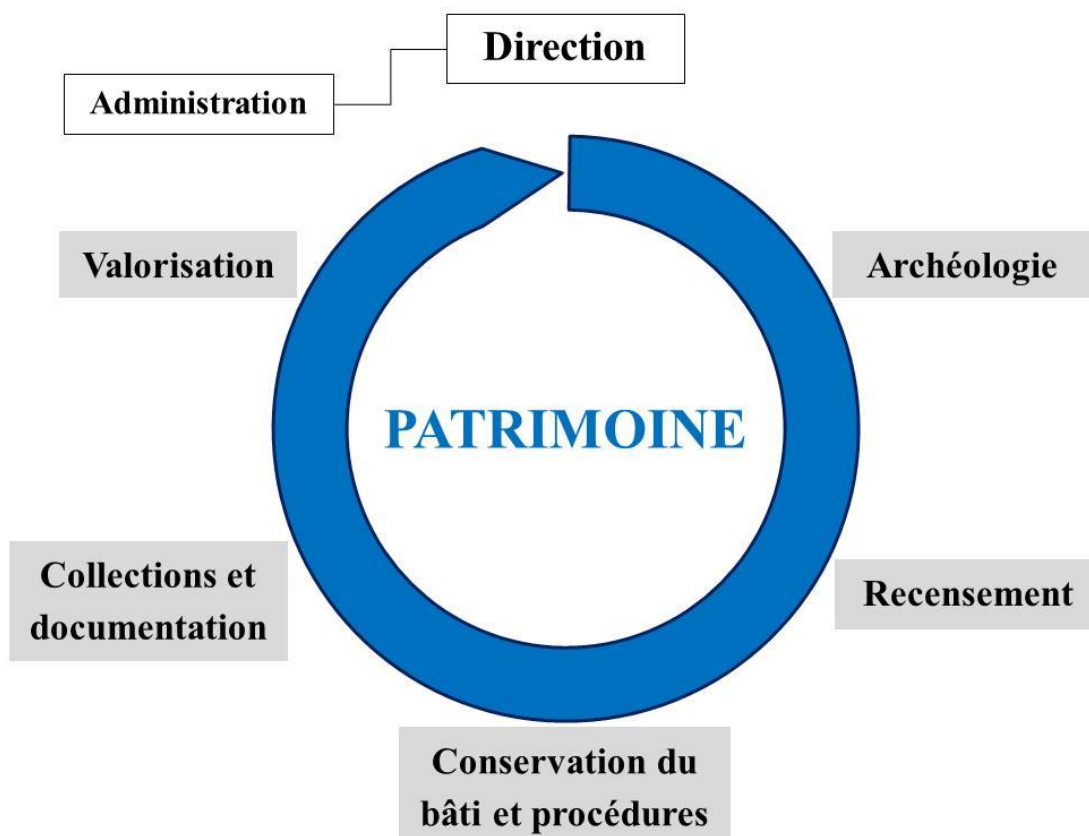 Direction
Administration
Valorisation
Archéologie
PATRIMOINE
Collections et
documentation
Recensement
Conservation du
bâti et procédures